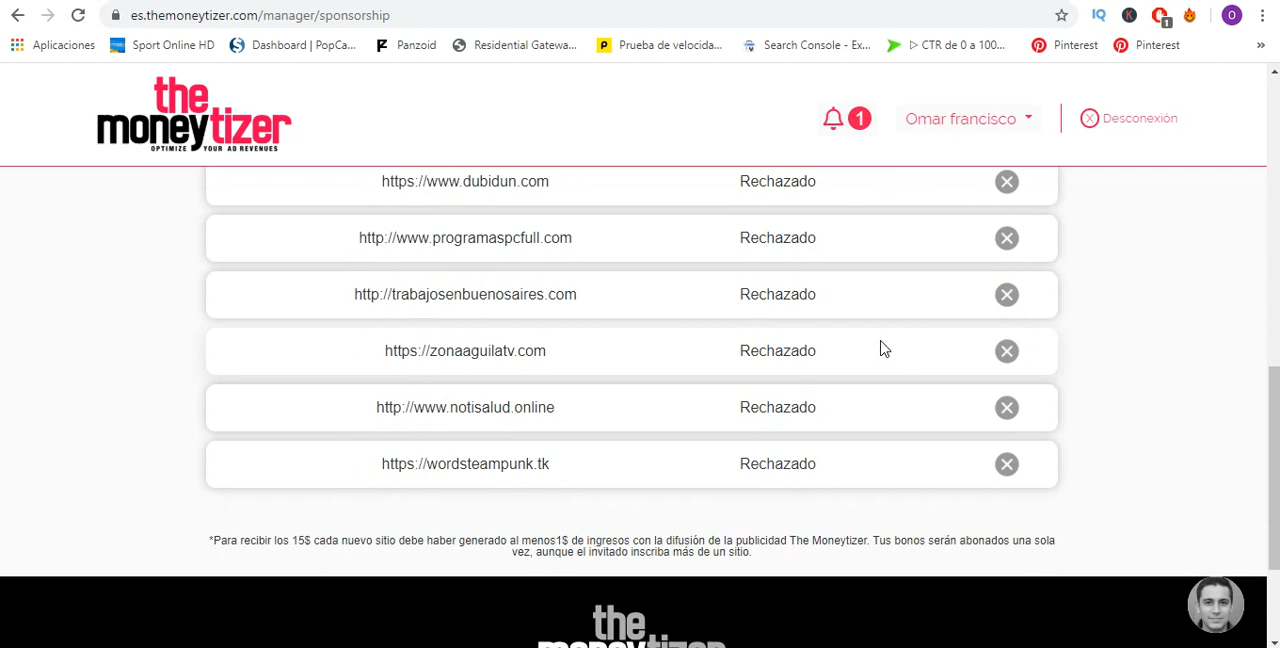 es.themoneytizer.com/manager/sponsorship
1
O
Aplicaciones
Sport Online HD
Dashboard | PopCa...
Panzoid
Residential Gatewa...
Prueba de velocida...
Search Console - Ex...
▷ CTR de 0 a 100...
Pinterest
Pinterest
»
the
moneytizer
OPTIMIZE YOUR AD REVENUES
1
Omar francisco
Desconexión
https://www.dubidun.com Rechazado
http://www.programaspcfull.com Rechazado
http://trabajosenbuenosaires.com Rechazado
https://zonaaguilatv.com Rechazado
http://www.notisalud.online Rechazado
https://wordsteampunk.tk Rechazado
*Para recibir los 15$ cada nuevo sitio debe haber generado al menos1$ de ingresos con la difusión de la publicidad The Moneytizer. Tus bonos serán abonados una sola
vez, aunque el invitado inscriba más de un sitio.
the
moneytizer